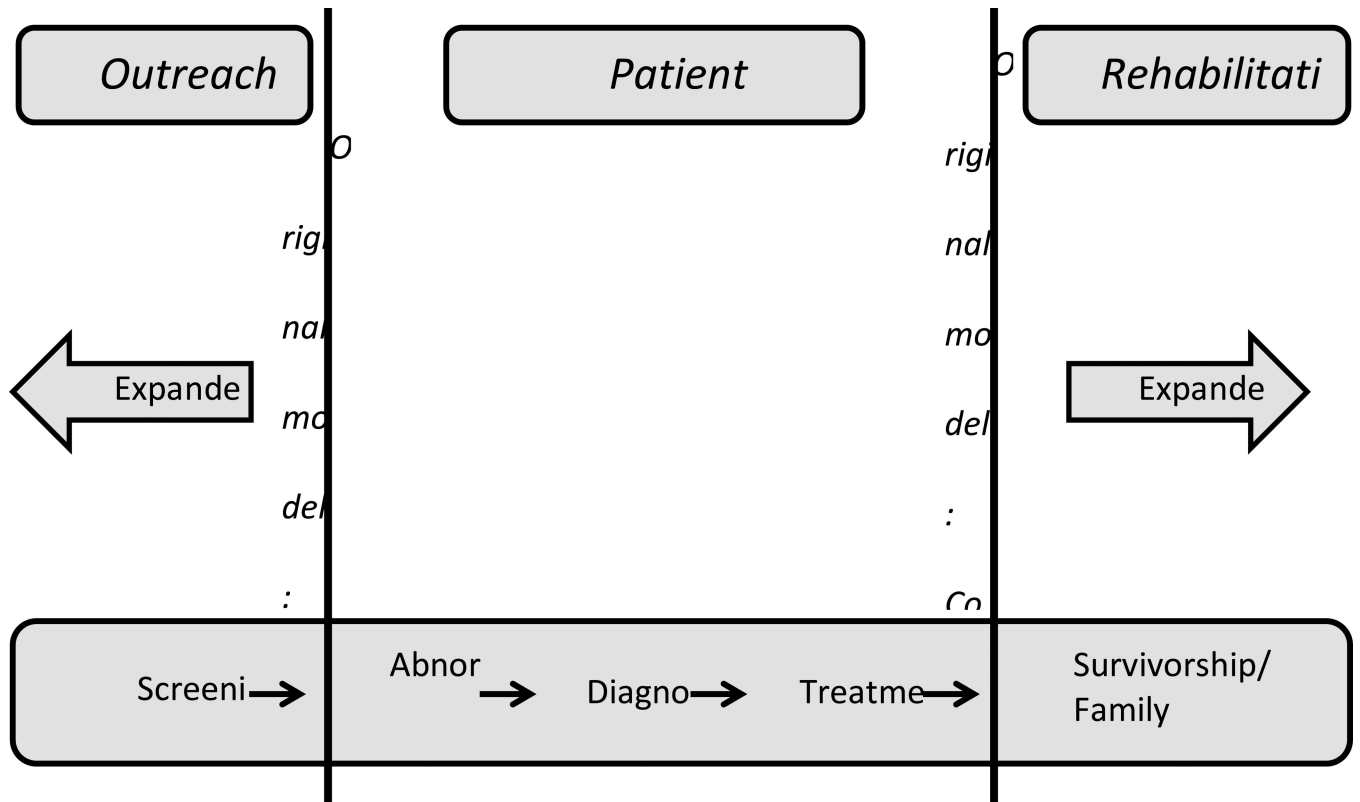 Outreach
Patient
Rehabilitati
O
rigi
nal
mo
del
:
O
rigi
nal
mo
del
:
Co
Expande
Expande
Screeni
Abnor
Diagno
Treatme
Survivorship/
Family